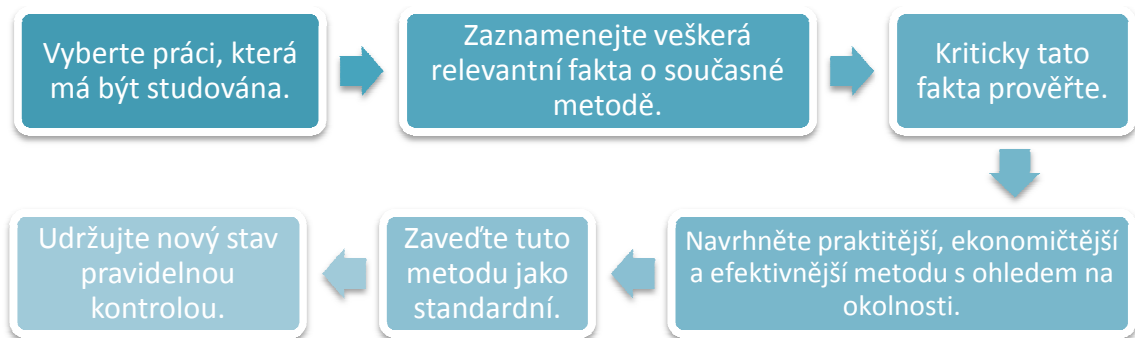 Vyberte práci, která
má být studována.
Zaznamenejte veškerá
relevantní fakta o současné
metodě.
Kriticky tato
fakta prověřte.
Navrhněte praktitější, ekonomičtější
a efektivnější metodu s ohledem na
okolnosti.
Zaveďte tuto
metodu jako
standardní.
Udržujte nový stav
pravidelnou
kontrolou.